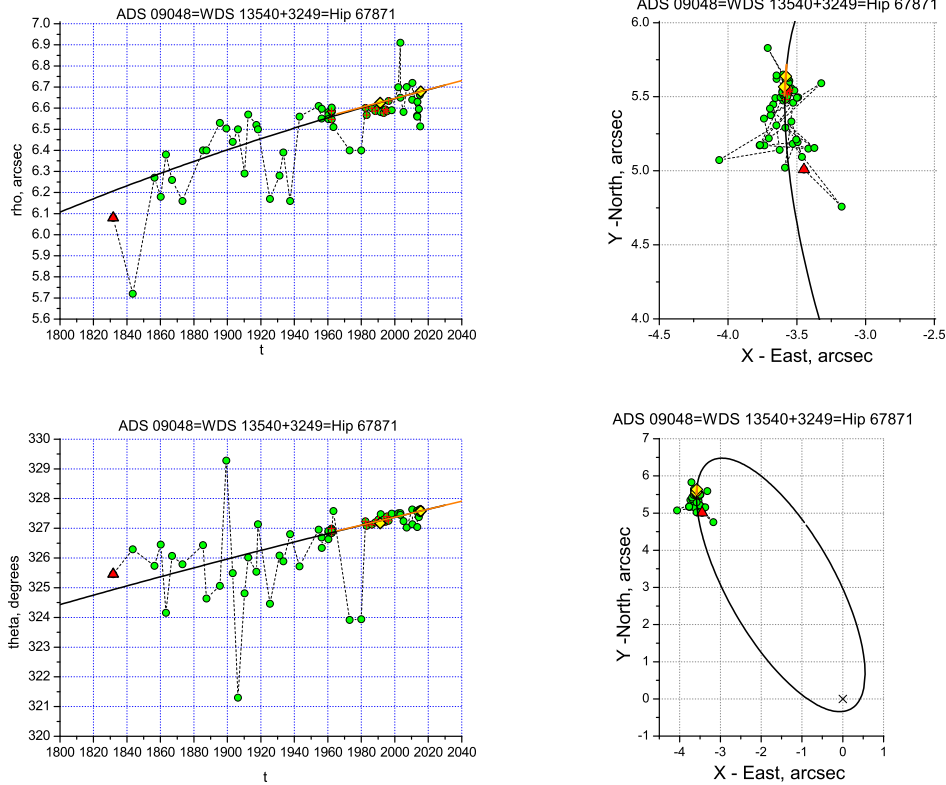 ADS 09048=WDS 13540+3249=Hip 67871
7.0
6.9
6.8
6.7
6.6
6.5
6.4
6.3
6.2
6.1
6.0
5.9
5.8
5.7
5.6
rho, arcsec
1800 1820 1840 1860 1880 1900 1920 1940 1960 1980 2000 2020 2040
t
ADS 09048=WDS 13540+3249=Hip 67871
6.0
5.5
5.0
4.5
4.0
Y -North, arcsec
-4.5 -4.0 -3.5 -3.0 -2.5
X - East, arcsec
ADS 09048=WDS 13540+3249=Hip 67871
330
329
328
327
326
325
324
323
322
321
320
theta, degrees
1800 1820 1840 1860 1880 1900 1920 1940 1960 1980 2000 2020 2040
t
ADS 09048=WDS 13540+3249=Hip 67871
7
6
5
4
3
2
1
0
-1
Y -North, arcsec
-4 -3 -2 -1 0 1
X - East, arcsec